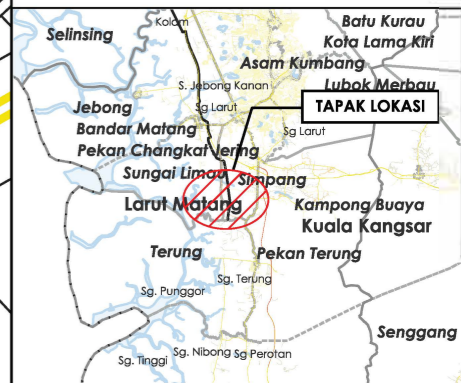 Kolam
Batu Kurau
Selinsing
Kota Lama Kiri
Asam Kumbang
S. Jebong Kanan
Lubok Merbau
Jebong
Sg Larut
TAPAK LOKASI
Bandar Matang
Sg Larut
Pekan Changkat Jering
Sungai Limau
Simpang
Larut Matang
Kampong Buaya
Kuala Kangsar
Terung
Pekan Terung
Sg. Terung
Sg. Punggor
Senggang
Sg. Nibong
Sg Perotan
Sg. Tinggi